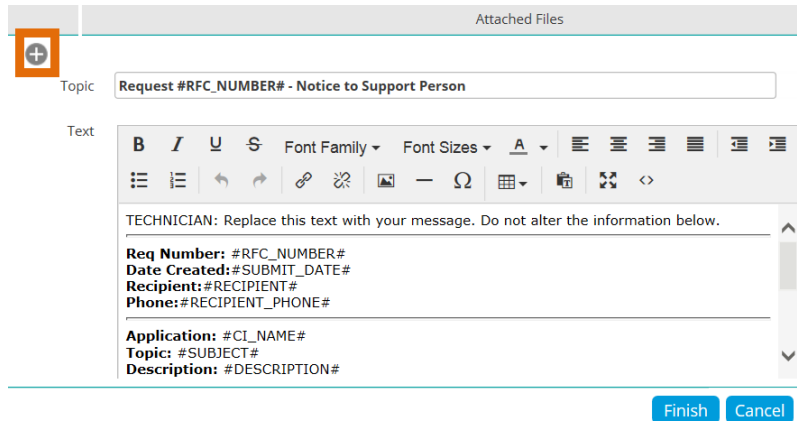 Attached Files
Topic Request #RFC_NUMBER# - Notice to Support Person
Text
B I U S Font Family Font Sizes A
Ω
TECHNICIAN: Replace this text with your message. Do not alter the information below.
Req Number: #RFC_NUMBER#
Date Created:#SUBMIT_DATE#
Recipient:#RECIPIENT#
Phone:#RECIPIENT_PHONE#
Application: #CI_NAME#
Topic: #SUBJECT#
Description: #DESCRIPTION#
Finish Cancel